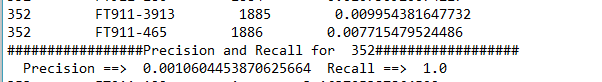 352 FT911-3913 1885 0.009954381647732
352 FT911-465 1886 0.007715479524486
################Precision and Recall for 352##################
Precision ==> 0.0010604453870625664 Recall ==> 1.0